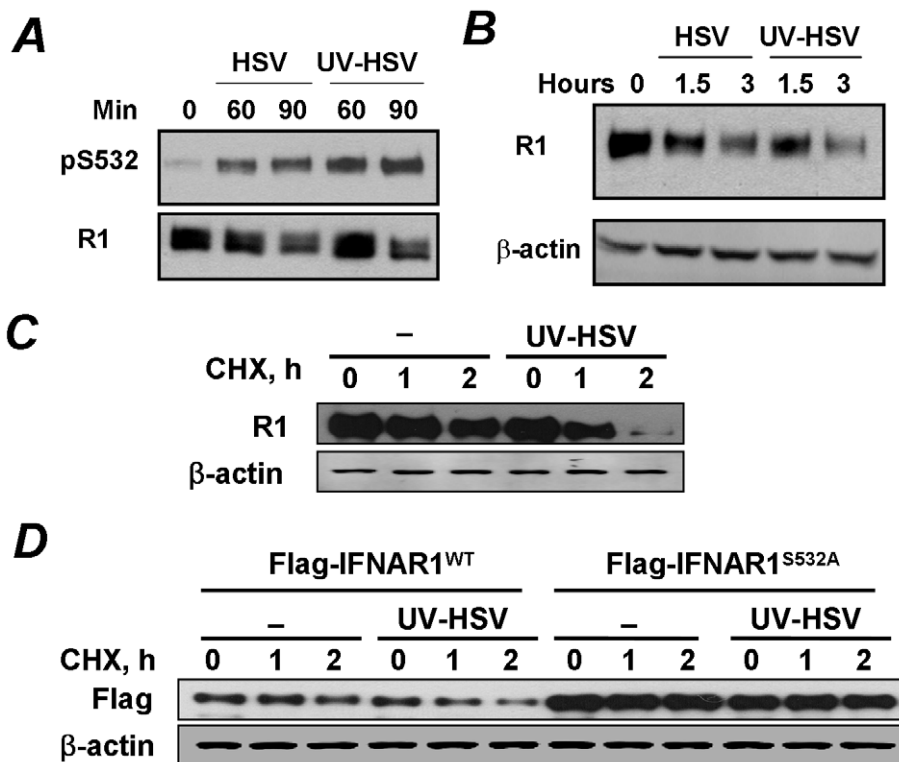 A
HSV UV-HSV
Min 0 60 90 60 90
pS532
R1
B
HSV UV-HSV
Hours 0 1.5 3 1.5 3
R1
β-actin
C
– UV-HSV
CHX, h 0 1 2 0 1 2
R1
β-actin
D
Flag-IFNAR1WT Flag-IFNAR1S532A
– UV-HSV – UV-HSV
CHX, h 0 1 2 0 1 2 0 1 2 0 1 2
Flag
β-actin